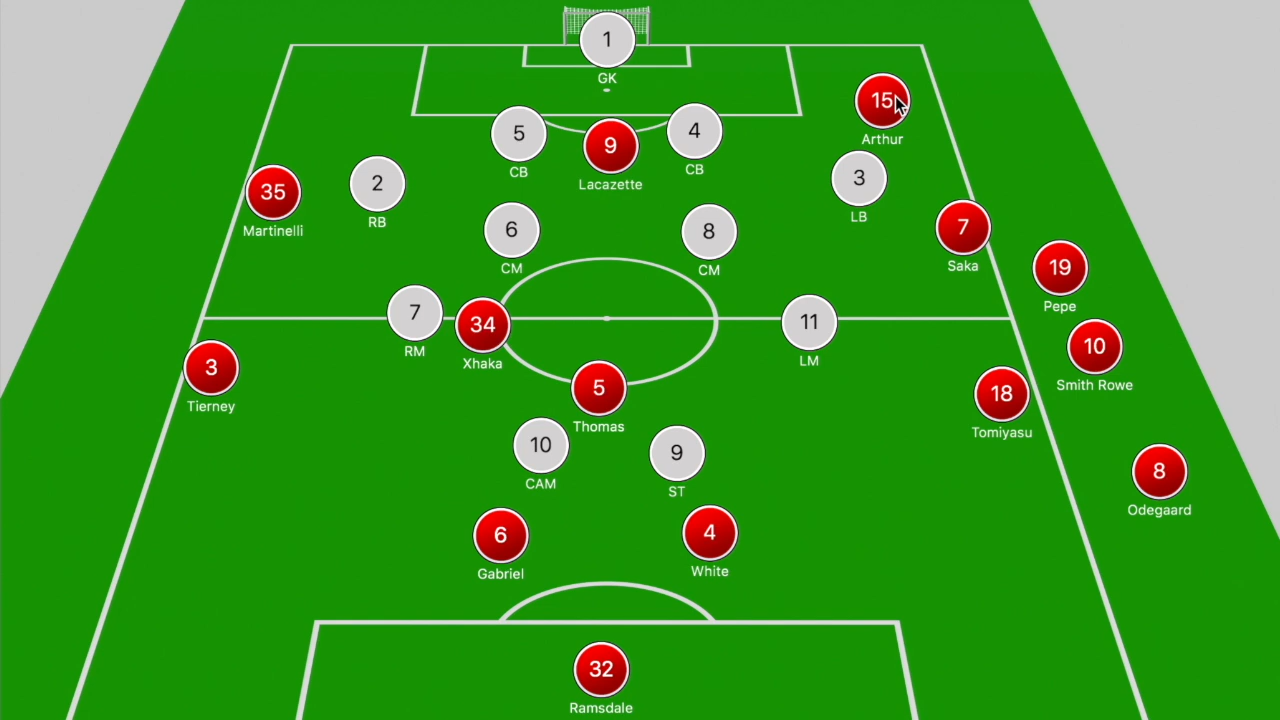 1
GK
15
Arthur
5
CB
9
Lacazette
4
CB
35
Martinelli
2
RB
3
LB
6
CM
8
CM
7
Saka
19
Pepe
7
RM
34
Xhaka
11
LM
10
Smith Rowe
3
Tierney
5
Thomas
18
Tomiyasu
10
CAM
9
ST
8
Odegaard
6
Gabriel
4
White
32
Ramsdale